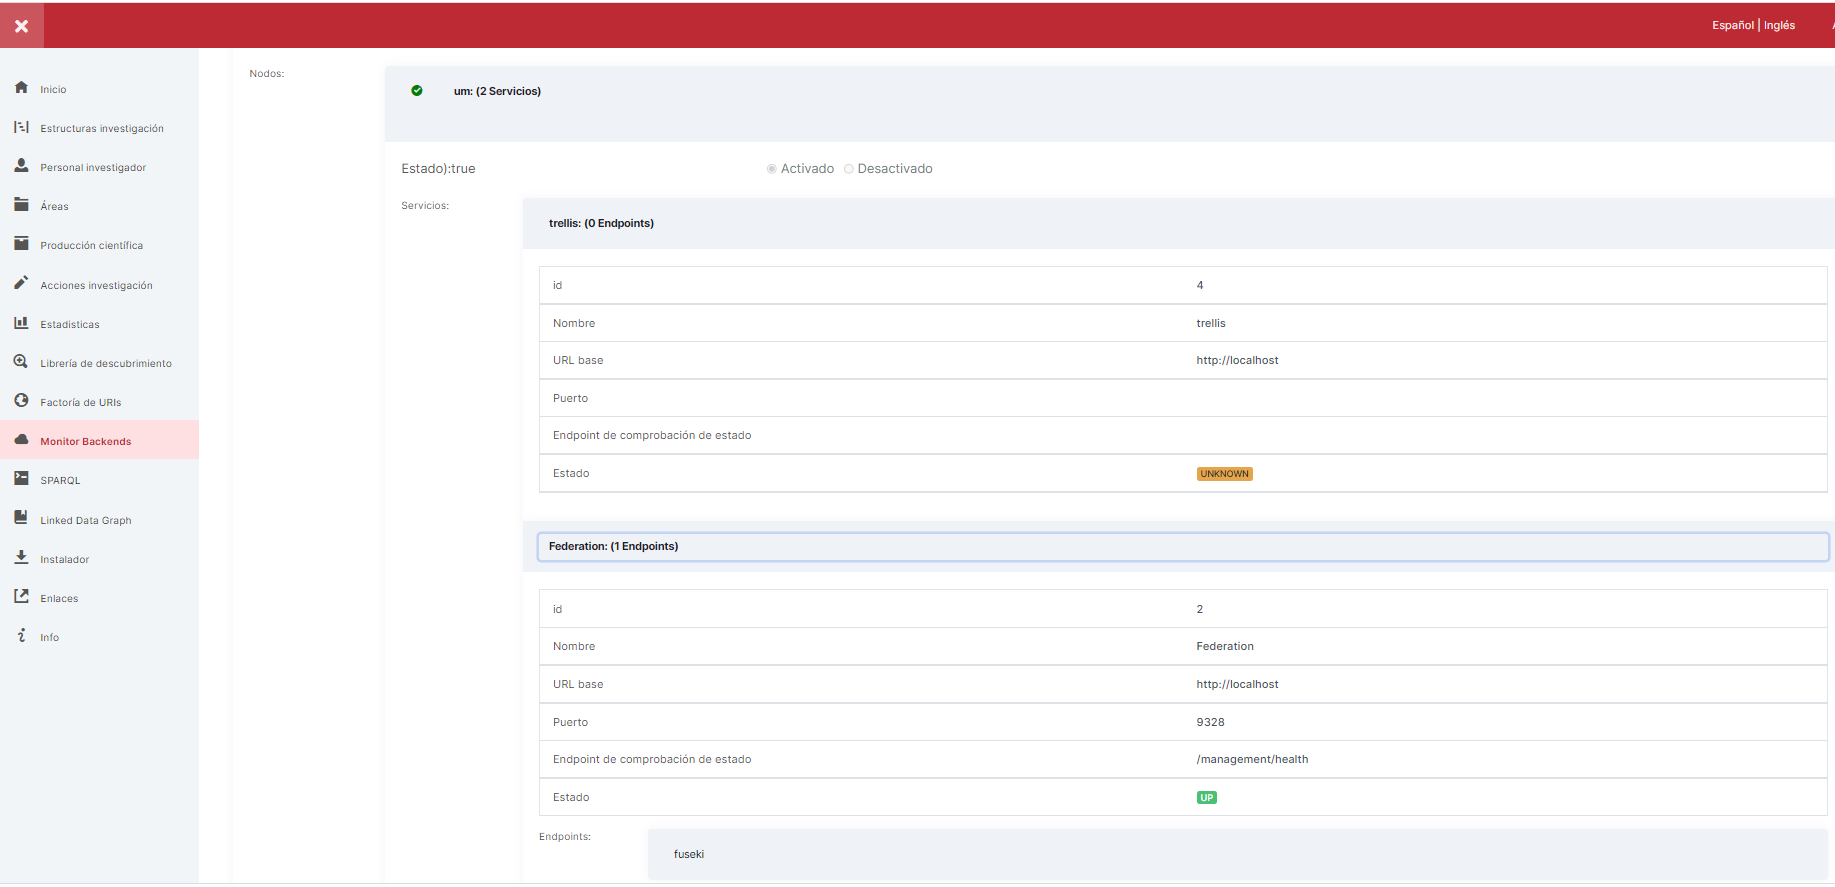 Español | Inglés
Inicio
Estructuras investigación
Personal investigador
Áreas
Producción científica
Acciones investigación
Estadísticas
Librería de descubrimiento
Factoría de URIs
Monitor Backends
SPARQL
Linked Data Graph
Instalador
Enlaces
Info
Nodos:
um: (2 Servicios)
Estado):true
Activado Desactivado
Servicios:
trellis: (0 Endpoints)
id 4
Nombre trellis
URL base http://localhost
Puerto
Endpoint de comprobación de estado
Estado UNKNOWN
Federation: (1 Endpoints)
id 2
Nombre Federation
URL base http://localhost
Puerto 9328
Endpoint de comprobación de estado /management/health
Estado UP
Endpoints:
fuseki